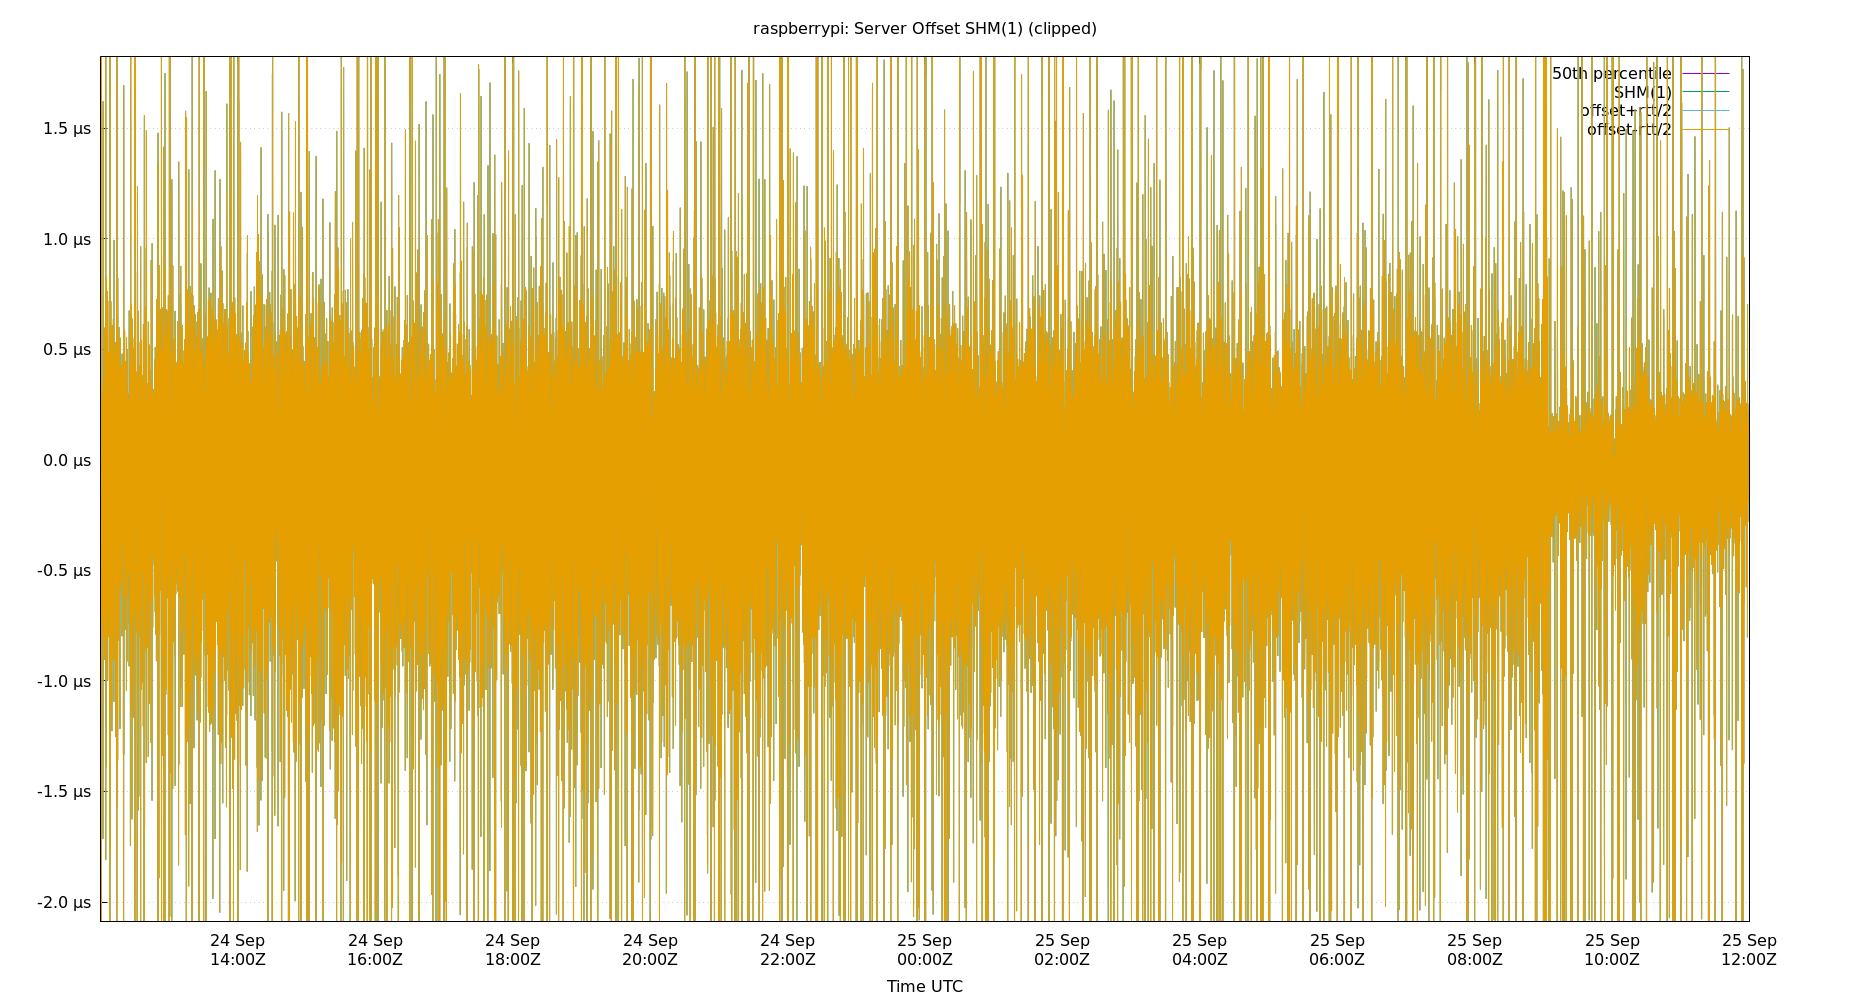 raspberrypi: Server Offset SHM(1) (clipped)
50th percentile
SHM(1)
offset+rtt/2
offset-rtt/2
1.5 µs
1.0 µs
0.5 µs
0.0 µs
-0.5 µs
-1.0 µs
-1.5 µs
-2.0 µs
24 Sep 24 Sep 24 Sep 24 Sep 24 Sep 25 Sep 25 Sep 25 Sep 25 Sep 25 Sep 25 Sep 25 Sep
14:00Z 16:00Z 18:00Z 20:00Z 22:00Z 00:00Z 02:00Z 04:00Z 06:00Z 08:00Z 10:00Z 12:00Z
Time UTC